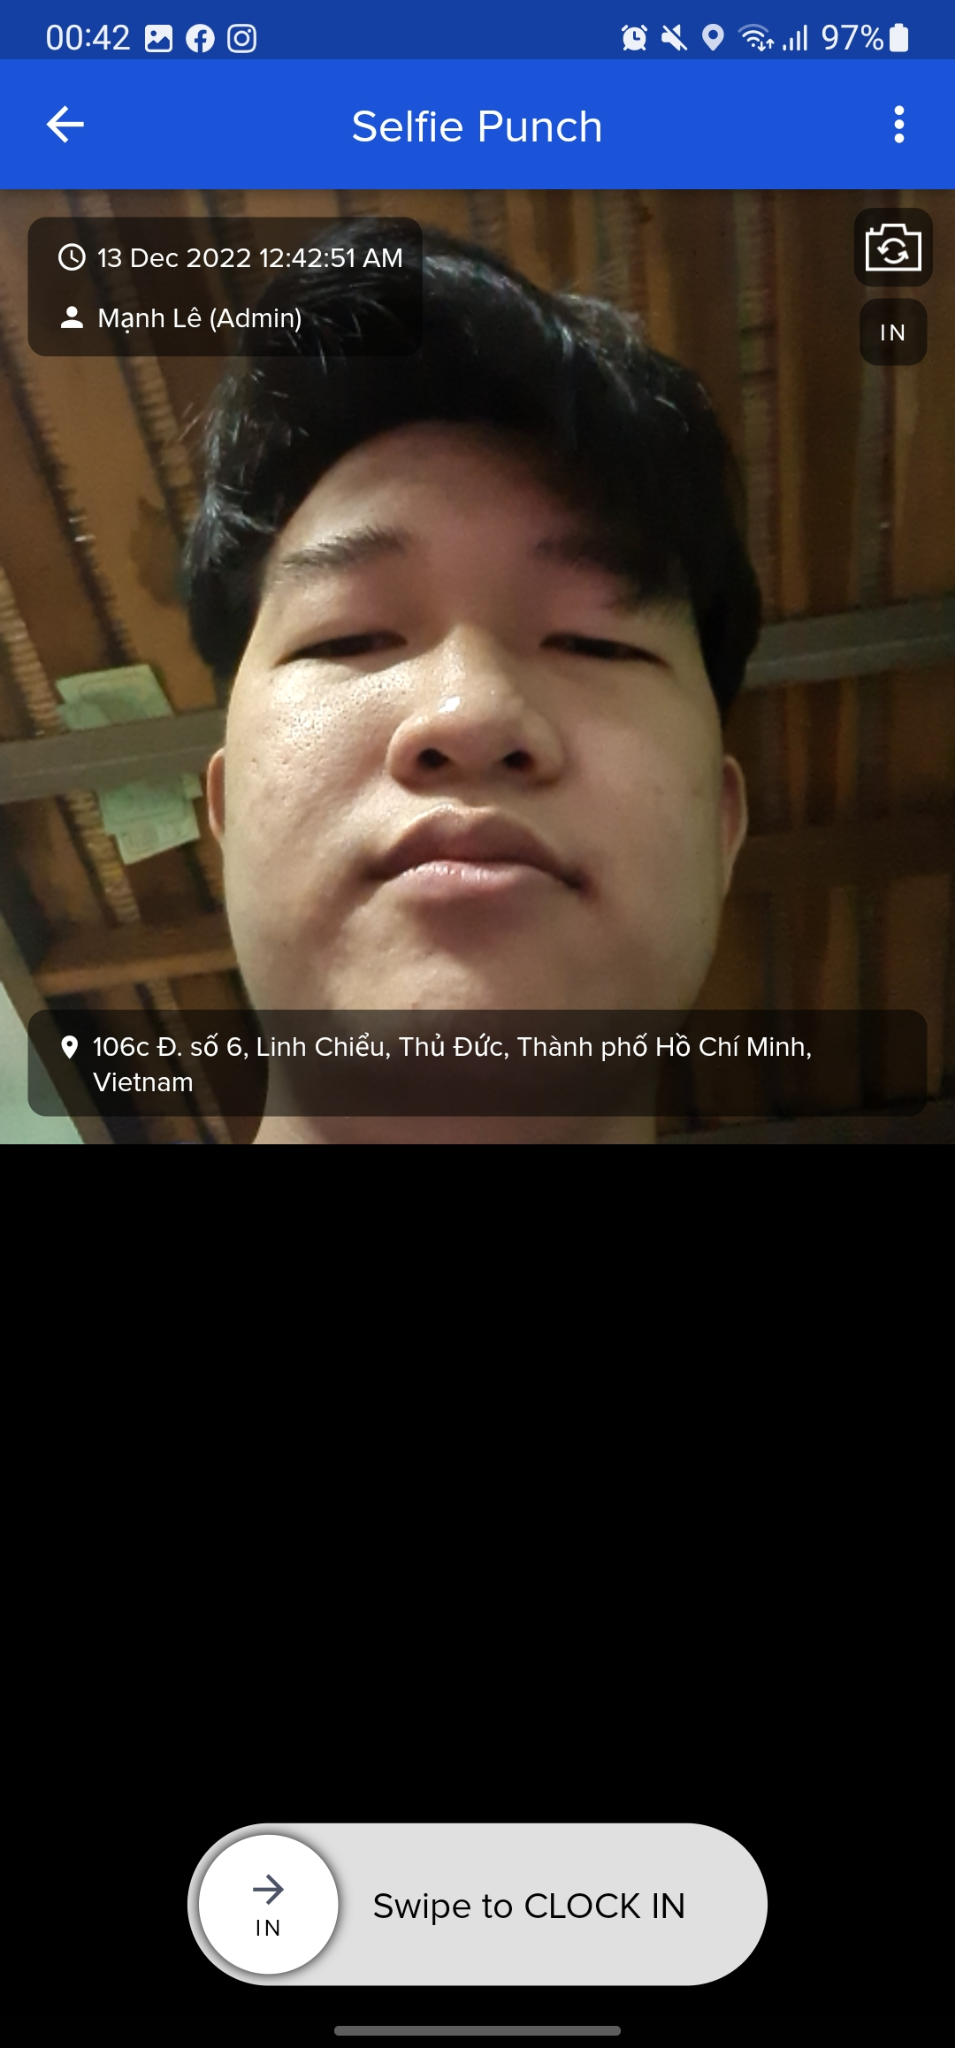 00:42 97%
Selfie Punch
13 Dec 2022 12:42:51 AM
Mạnh Lê (Admin)
IN
106c Đ. số 6, Linh Chiểu, Thủ Đức, Thành phố Hồ Chí Minh,
Vietnam
IN
Swipe to CLOCK IN